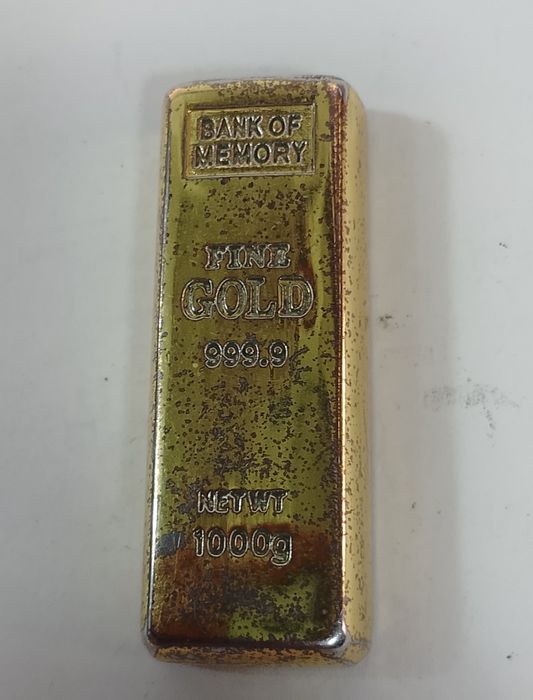 BANK OF
MEMORY
FINE
GOLD
999.9
NET WT
1000g